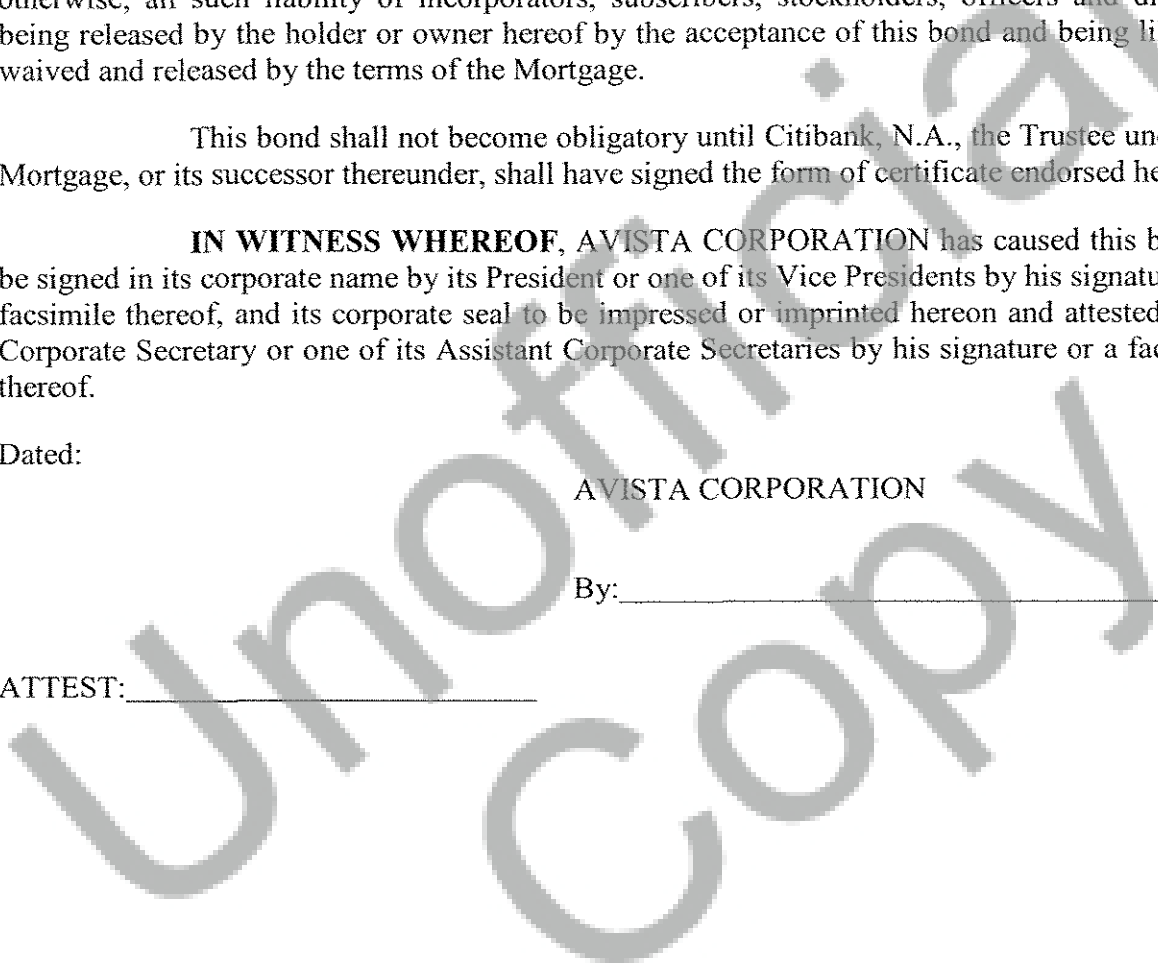 otherwise, all such liability of incorporators, subscribers, stockholders, officers and di
being released by the holder or owner hereof by the acceptance of this bond and being li
waived and released by the terms of the Mortgage.
This bond shall not become obligatory until Citibank, N.A., the Trustee un
Mortgage, or its successor thereunder, shall have signed the form of certificate endorsed he
IN WITNESS WHEREOF, AVISTA CORPORATION has caused this b
be signed in its corporate name by its President or one of its Vice Presidents by his signatu
facsimile thereof, and its corporate seal to be impressed or imprinted hereon and attested
Corporate Secretary or one of its Assistant Corporate Secretaries by his signature or a fac
thereof.
Dated:
AVISTA CORPORATION
By:
ATTEST:
Unofficial
Copy